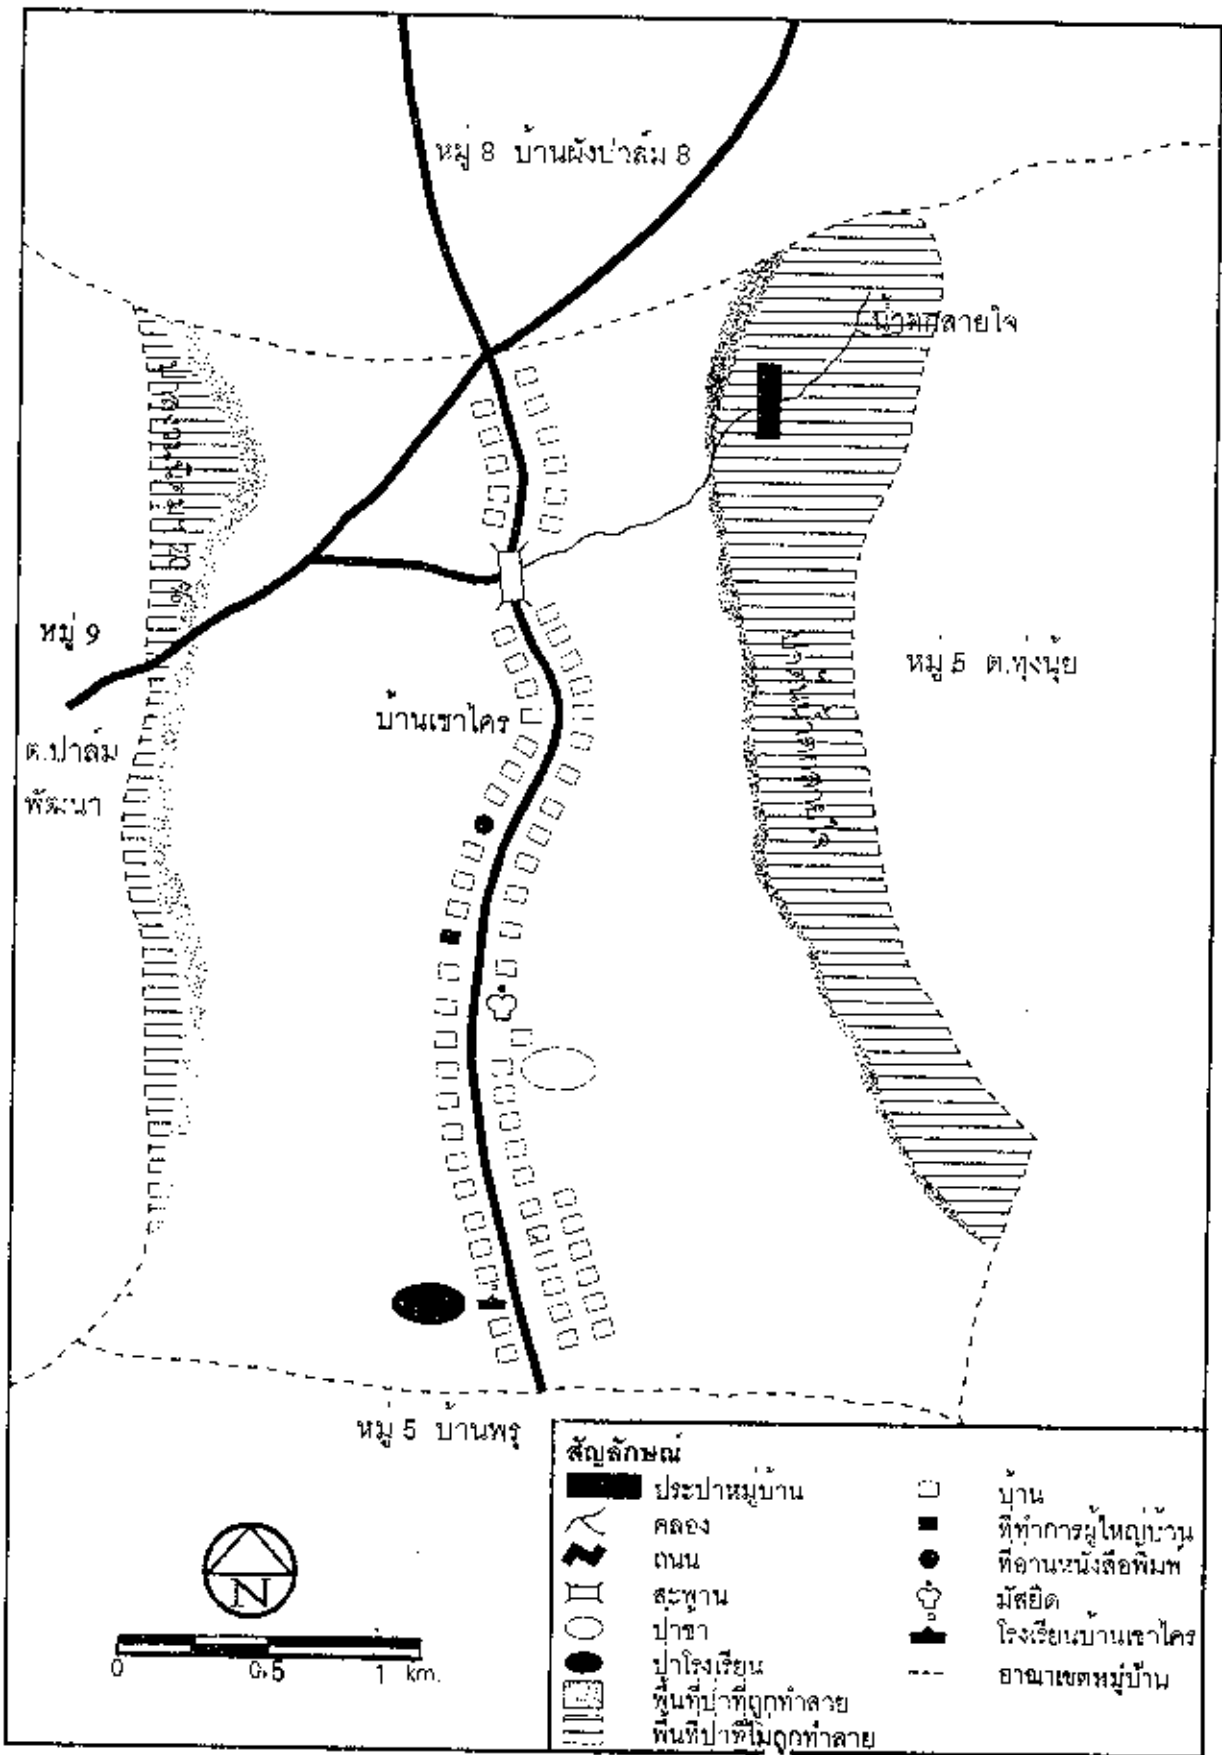 หมู่ 8 บ้านผังปาล์ม 8
น้ำตกสายใจ
หมู่ 9
ต.ปาล์ม
พัฒนา
บ้านเขาไคร
หมู่ 5 ต.ทุ่งนุ้ย
หมู่ 5 บ้านพรุ
สัญลักษณ์
ประปาหมู่บ้าน
คลอง
ถนน
สะพาน
ป่าช้า
ป่าโรงเรียน
พื้นที่ป่าที่ถูกทำลาย
พื้นที่ป่าที่ไม่ถูกทำลาย
บ้าน
ที่ทำการผู้ใหญ่บ้าน
ที่อ่านหนังสือพิมพ์
มัสยิด
โรงเรียนบ้านเขาไคร
อาณาเขตหมู่บ้าน
N
0 0.5 1 km.